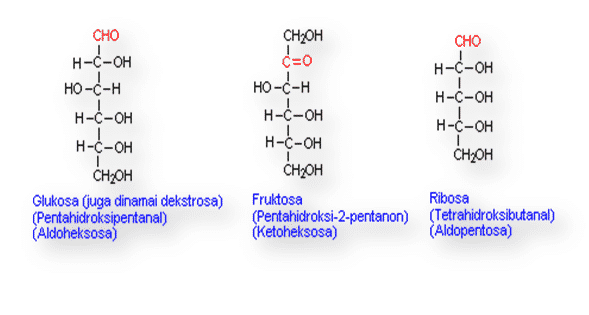 CHO
H-C-OH
HO-C-H
H-C-OH
H-C-OH
CH2OH
Glukosa (juga dinamai dekstrosa)
(Pentahidroksipentanal)
(Aldoheksosa)
CH2OH
C=O
HO-C-H
H-C-OH
H-C-OH
CH2OH
Fruktosa
(Pentahidroksi-2-pentanon)
(Ketoheksosa)
CHO
H-C-OH
H-C-OH
H-C-OH
CH2OH
Ribosa
(Tetrahidroksibutanal)
(Aldopentosa)